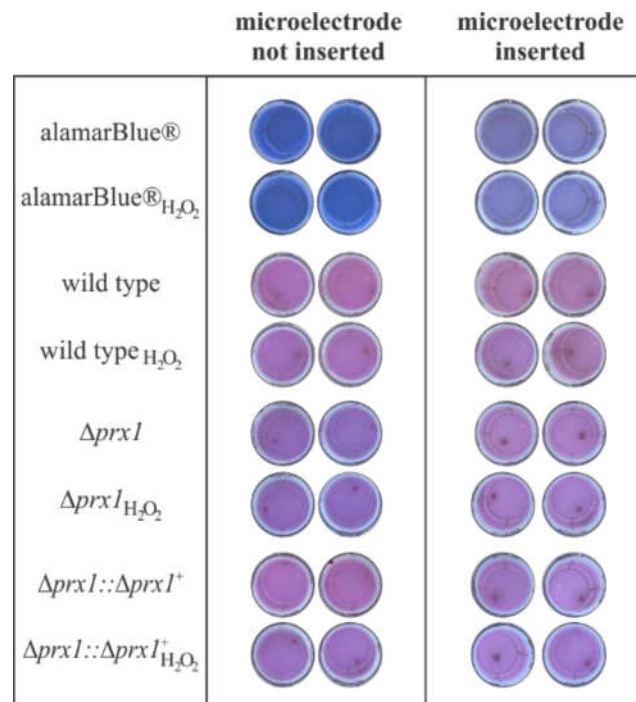 microelectrode not inserted
microelectrode inserted
alamarBlue®
alamarBlue®H₂O₂
wild type
wild type H₂O₂
Δprx1
Δprx1H₂O₂
Δprx1::Δprx1⁺
Δprx1::Δprx1⁺H₂O₂